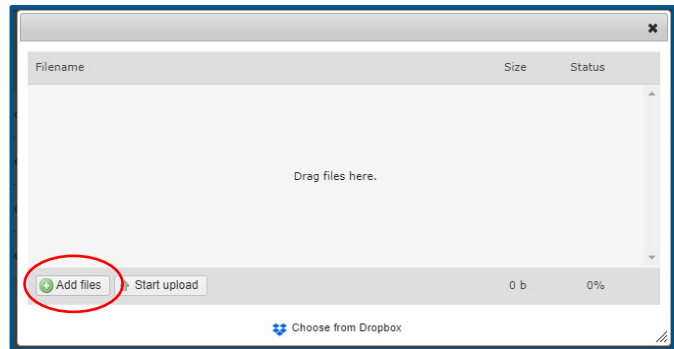 Filename Size Status
Drag files here.
Add files Start upload 0 b 0%
Choose from Dropbox